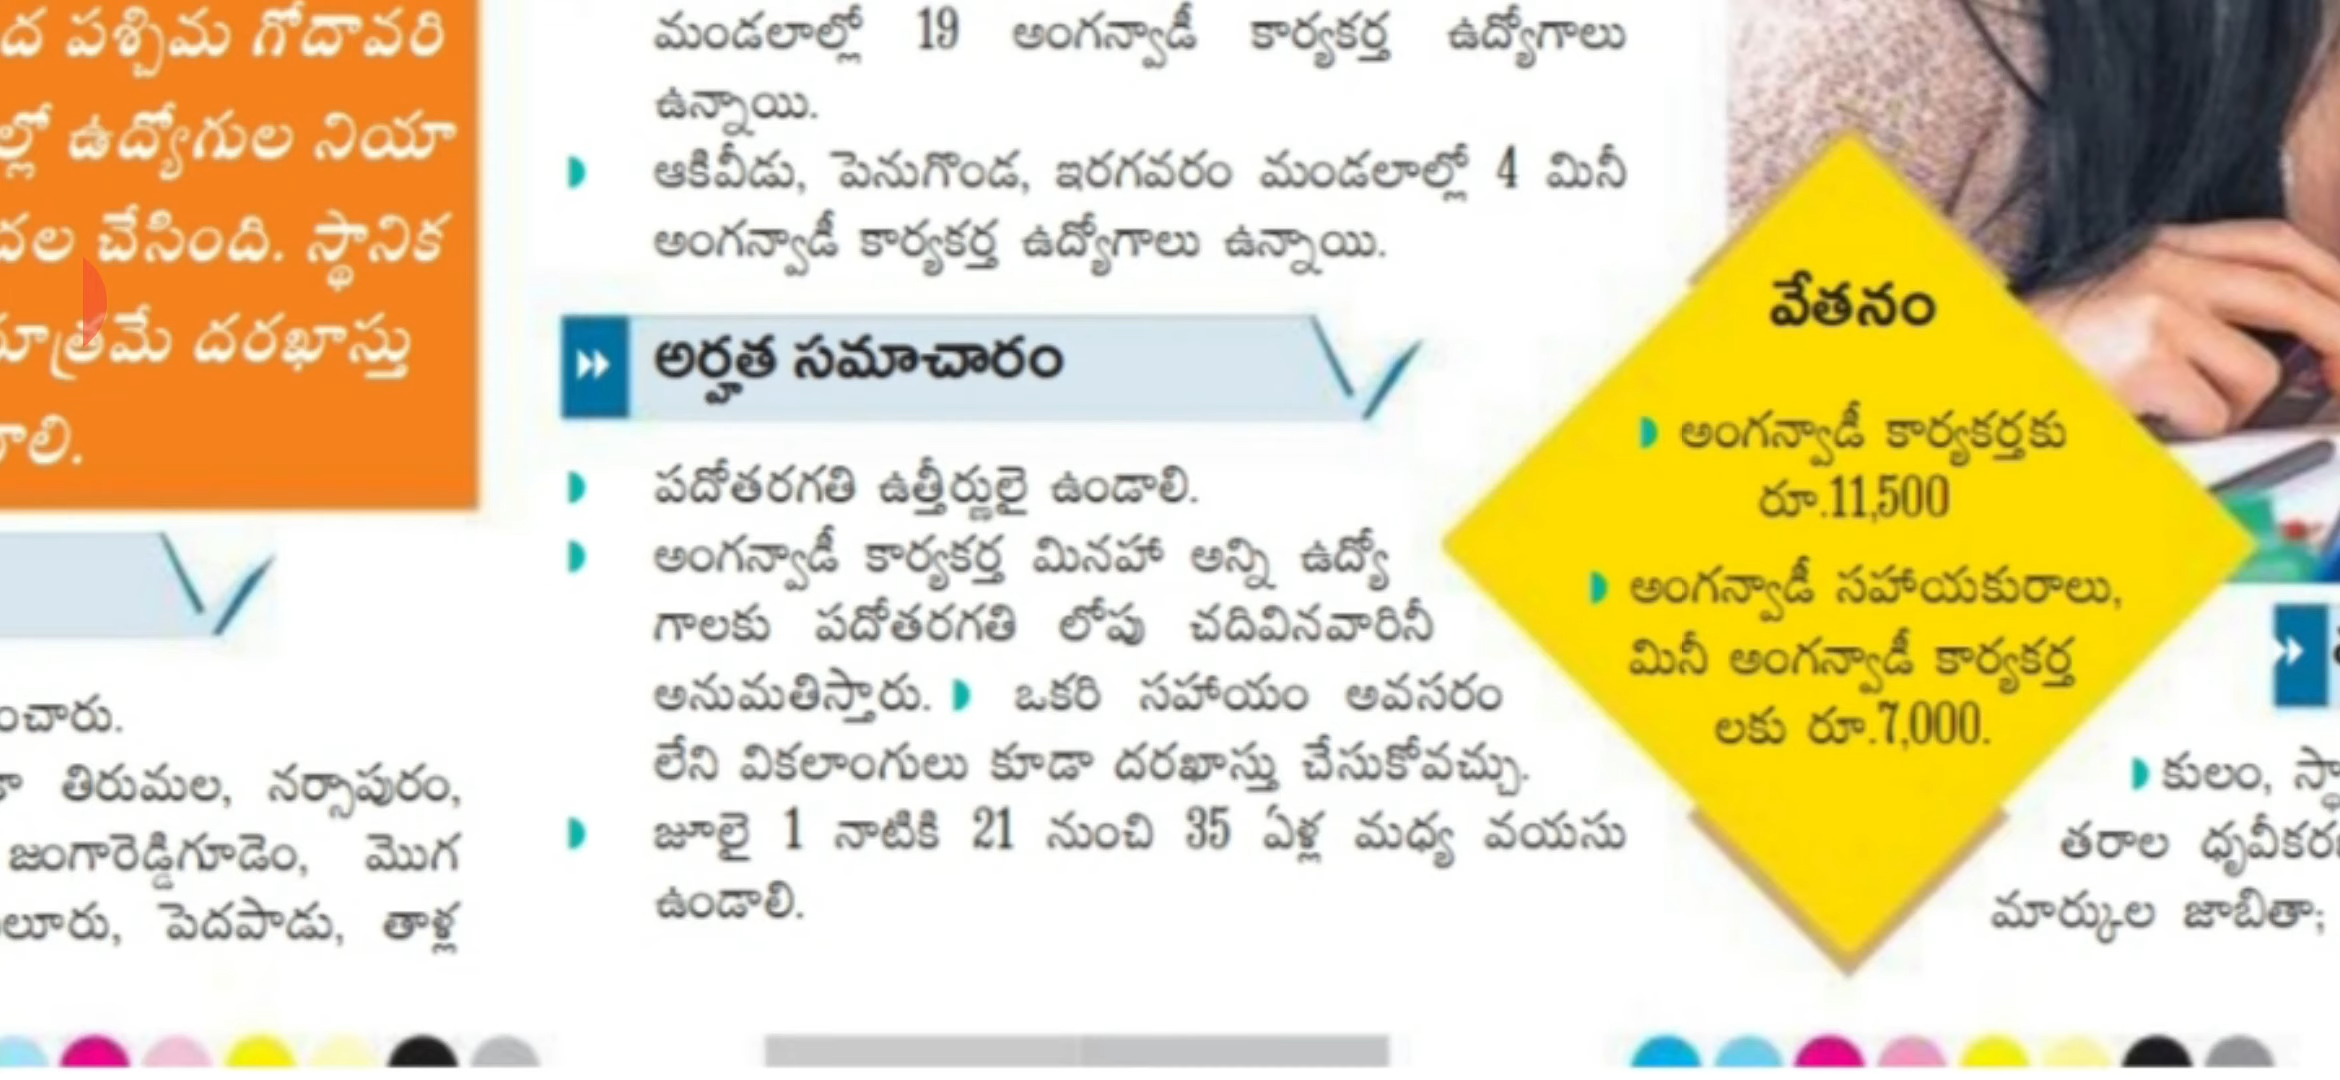 ద పశ్చిమ గోదావరి
ల్లో ఉద్యోగుల నియా
దల చేసింది. స్థానిక
మాత్రమే దరఖాస్తు
ాలి.
ంచారు.
తిరుమల, నర్సాపురం,
జంగారెడ్డిగూడెం, మొగ
లూరు, పెదపాడు, తాళ్ల
మండలాల్లో 19 అంగన్వాడీ కార్యకర్త ఉద్యోగాలు
ఉన్నాయి.
ఆకివీడు, పెనుగొండ, ఇరగవరం మండలాల్లో 4 మినీ
అంగన్వాడీ కార్యకర్త ఉద్యోగాలు ఉన్నాయి.
అర్హత సమాచారం
పదోతరగతి ఉత్తీర్ణులై ఉండాలి.
అంగన్వాడీ కార్యకర్త మినహా అన్ని ఉద్యో
గాలకు పదోతరగతి లోపు చదివినవారినీ
అనుమతిస్తారు. ఒకరి సహాయం అవసరం
లేని వికలాంగులు కూడా దరఖాస్తు చేసుకోవచ్చు.
జూలై 1 నాటికి 21 నుంచి 35 ఏళ్ల మధ్య వయసు
ఉండాలి.
వేతనం
అంగన్వాడీ కార్యకర్తకు
రూ.11,500
అంగన్వాడీ సహాయకురాలు,
మినీ అంగన్వాడీ కార్యకర్త
లకు రూ.7,000.
కులం, స్థా
తరాల ధృవీకరణ
మార్కుల జాబితా;